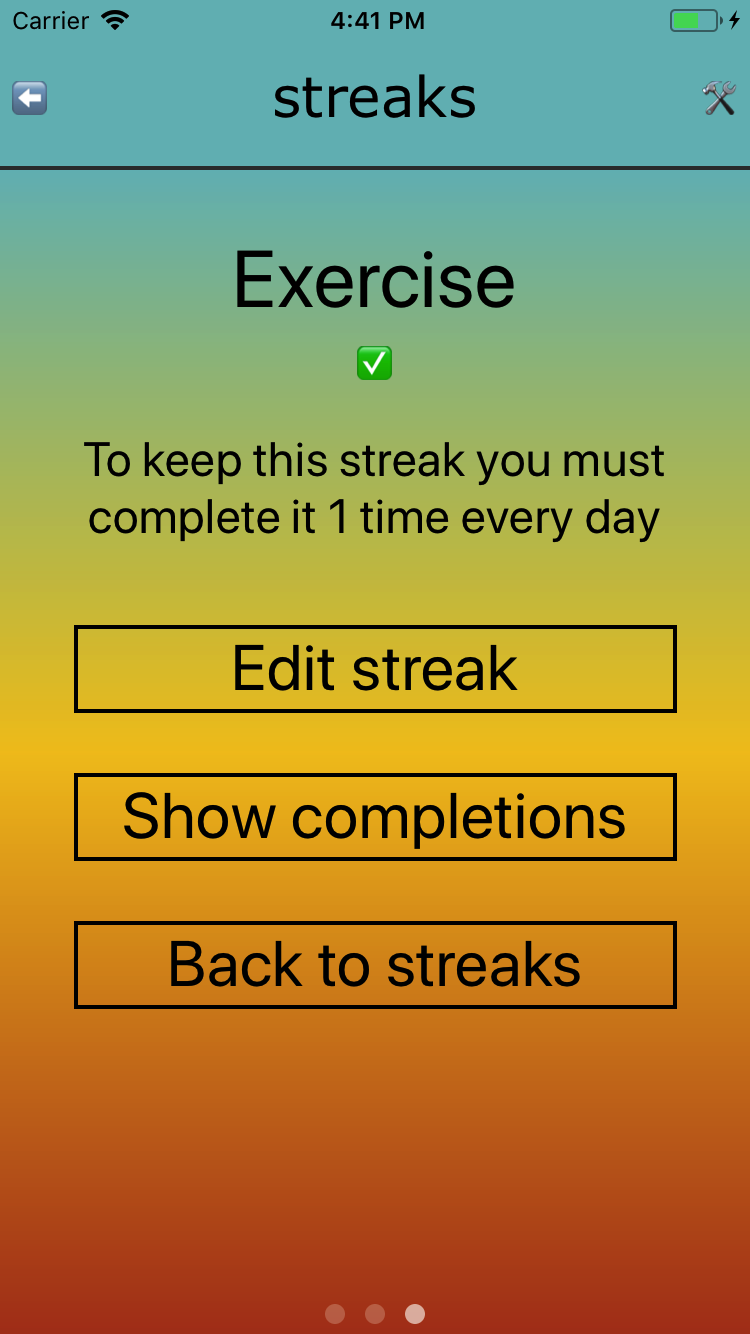 Carrier 4:41 PM
streaks
Exercise
To keep this streak you must
complete it 1 time every day
Edit streak
Show completions
Back to streaks